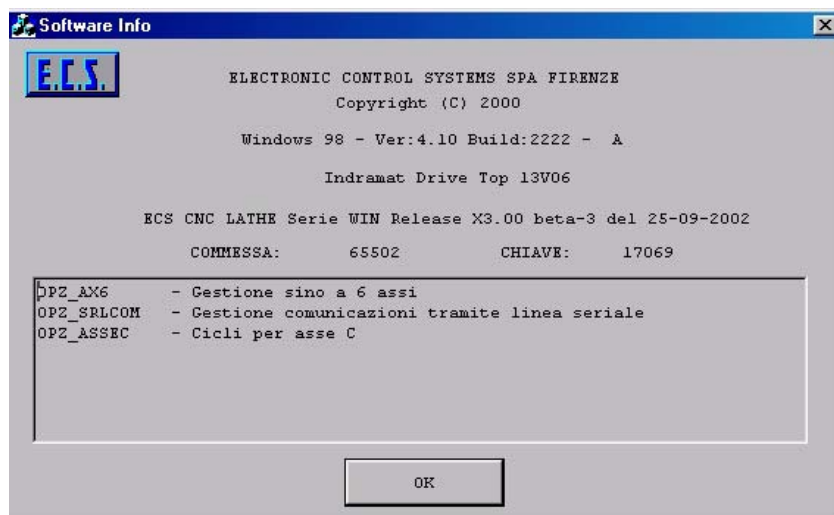 Software Info
E.C.S.
ELECTRONIC CONTROL SYSTEMS SPA FIRENZE
Copyright (C) 2000
Windows 98 - Ver:4.10 Build:2222 - A
Indramat Drive Top 13V06
ECS CNC LATHE Serie WIN Release X3.00 beta-3 del 25-09-2002
COMMESSA: 65502 CHIAVE: 17069
OPZ_AX6 - Gestione sino a 6 assi
OPZ_SRLCOM - Gestione comunicazioni tramite linea seriale
OPZ_ASSEC - Cicli per asse C
OK